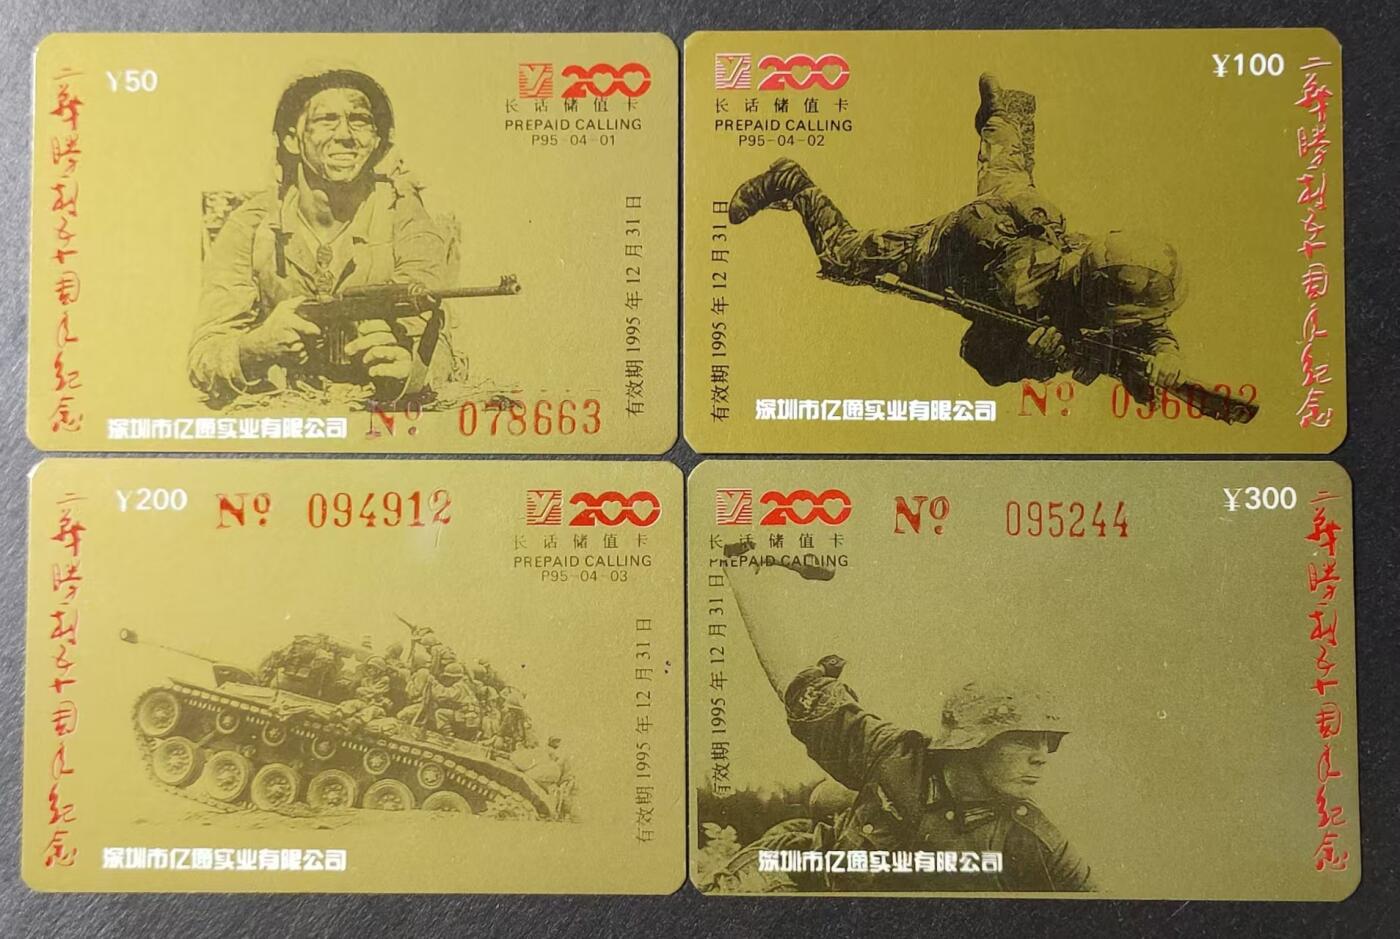 ¥50
200
长话储值卡
PREPAID CALLING
P95-04-01
二战胜利五十周年纪念
有效期 1995 年 12 月 31 日
深圳市亿通实业有限公司
Nº 078663
200
长话储值卡
PREPAID CALLING
P95-04-02
¥100
二战胜利五十周年纪念
有效期 1995 年 12 月 31 日
深圳市亿通实业有限公司
Nº 036032
¥200
Nº 094912
200
长话储值卡
PREPAID CALLING
P95-04-03
二战胜利五十周年纪念
有效期 1995 年 12 月 31 日
深圳市亿通实业有限公司
200
长话储值卡
PREPAID CALLING
Nº 095244
¥300
二战胜利五十周年纪念
有效期 1995 年 12 月 31 日
深圳市亿通实业有限公司